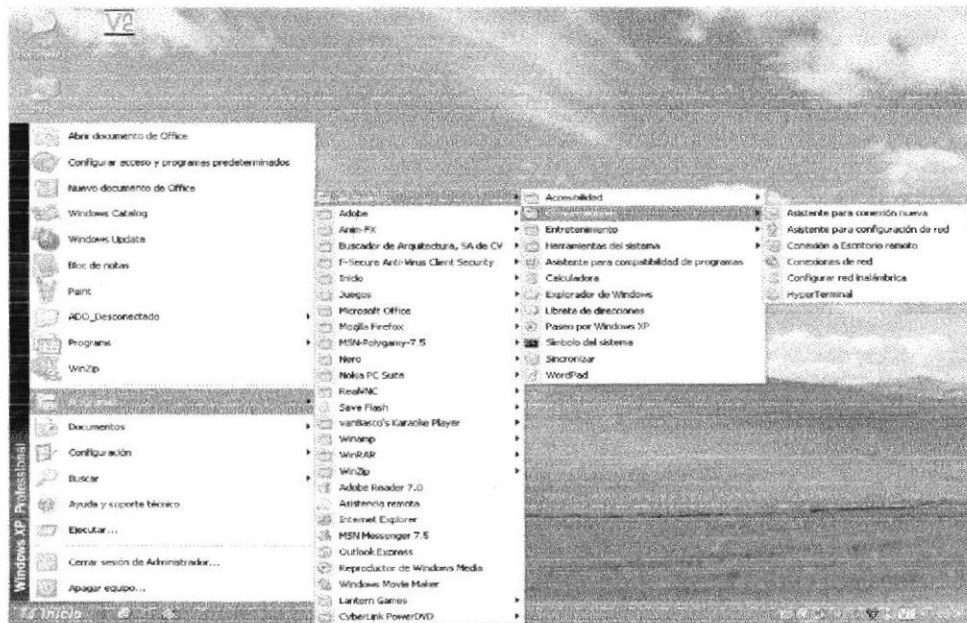 Abrir documento de Office
Configurar acceso y programas predeterminados
Nuevo documento de Office
Windows Catalog
Windows Update
Bloc de notas
Paint
ADO_Desconectado
Programs
WinZip
Documentos
Configuración
Buscar
Ayuda y soporte técnico
Ejecutar...
Cerrar sesión de Administrador...
Apagar equipo...
Windows XP Professional
Inicio
Adobe
Anim-FX
Buscador de Arquitectura, SA de CV
F-Secure Anti-Virus Client Security
Inicio
Juegos
Microsoft Office
Mozilla Firefox
MSN-Polygamy-7.5
Nero
Nokia PC Suite
RealVNC
Save Flash
vanBasco's Karaoke Player
Winamp
WinRAR
WinZip
Adobe Reader 7.0
Asistencia remota
Internet Explorer
MSN Messenger 7.5
Outlook Express
Reproductor de Windows Media
Windows Movie Maker
Lantern Games
CyberLink PowerDVD
Accesibilidad
Entretenimiento
Herramientas del sistema
Asistente para compatibilidad de programas
Calculadora
Explorador de Windows
Libreta de direcciones
Paseo por Windows XP
Símbolo del sistema
Sincronizar
WordPad
Asistente para conexión nueva
Asistente para configuración de red
Conexión a Escritorio remoto
Conexiones de red
Configurar red inalámbrica
HyperTerminal